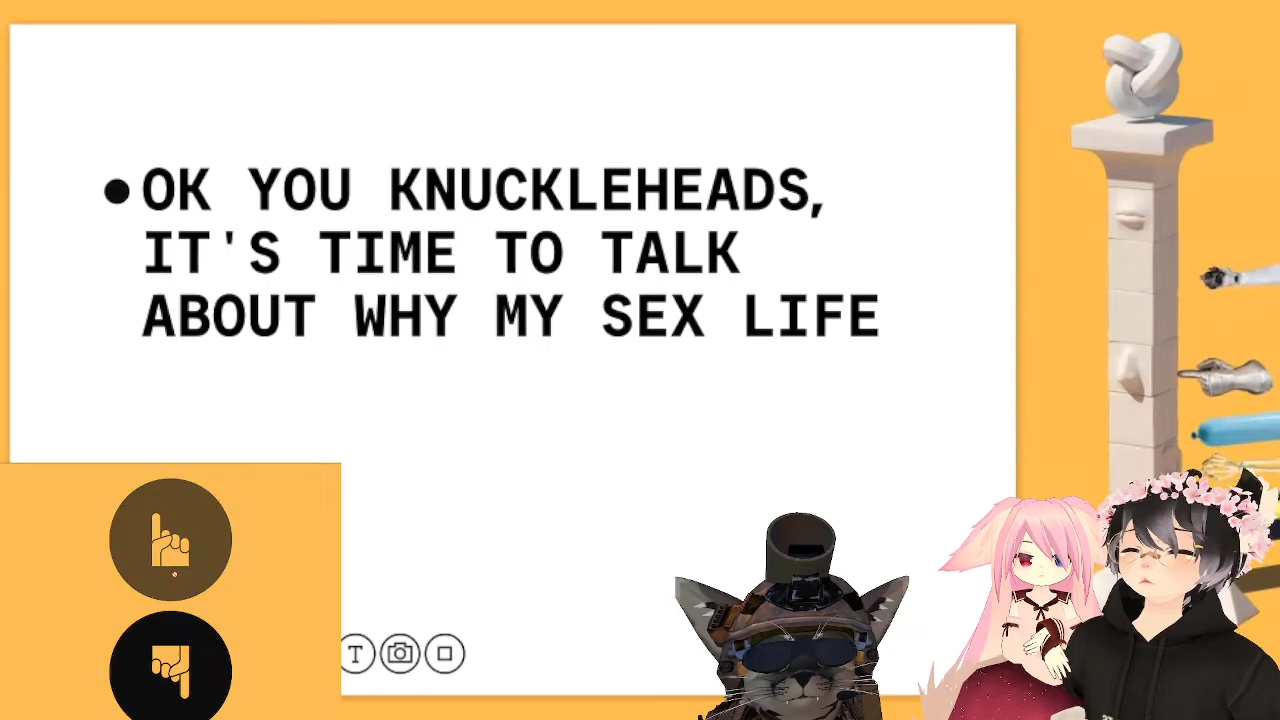 OK YOU KNUCKLEHEADS,
IT'S TIME TO TALK
ABOUT WHY MY SEX LIFE
T